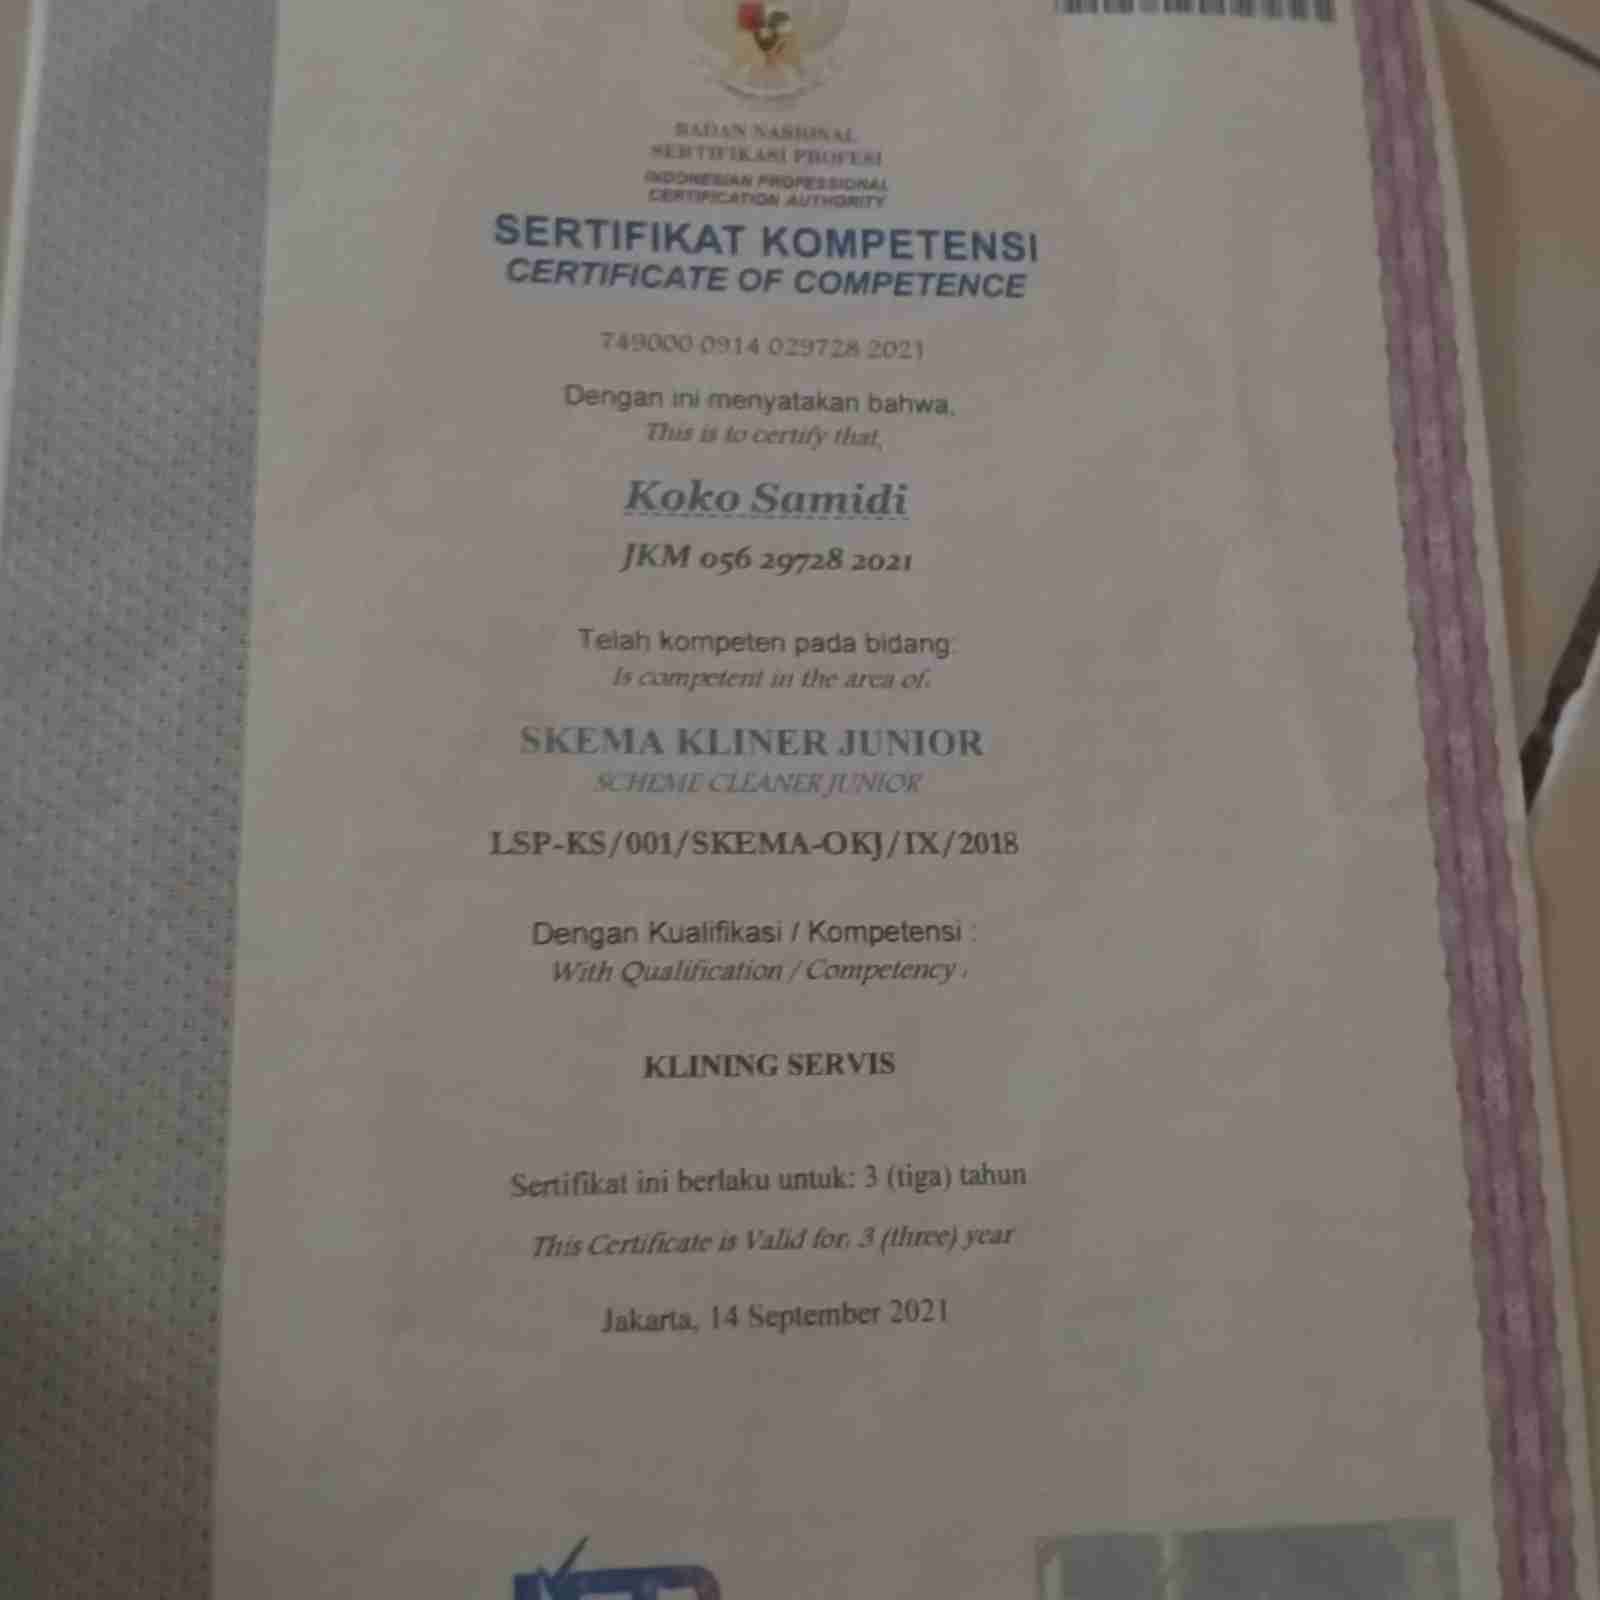 BADAN NASIONAL
SERTIFIKASI PROFESI
INDONESIAN PROFESSIONAL
CERTIFICATION AUTHORITY
SERTIFIKAT KOMPETENSI
CERTIFICATE OF COMPETENCE
749000 0914 029728 2021
Dengan ini menyatakan bahwa,
This is to certify that,
Koko Samidi
JKM 056 29728 2021
Telah kompeten pada bidang:
Is competent in the area of:
SKEMA KLINER JUNIOR
SCHEME CLEANER JUNIOR
LSP-KS/001/SKEMA-OKJ/IX/2018
Dengan Kualifikasi / Kompetensi :
With Qualification / Competency :
KLINING SERVIS
Sertifikat ini berlaku untuk: 3 (tiga) tahun
This Certificate is Valid for: 3 (three) year
Jakarta, 14 September 2021